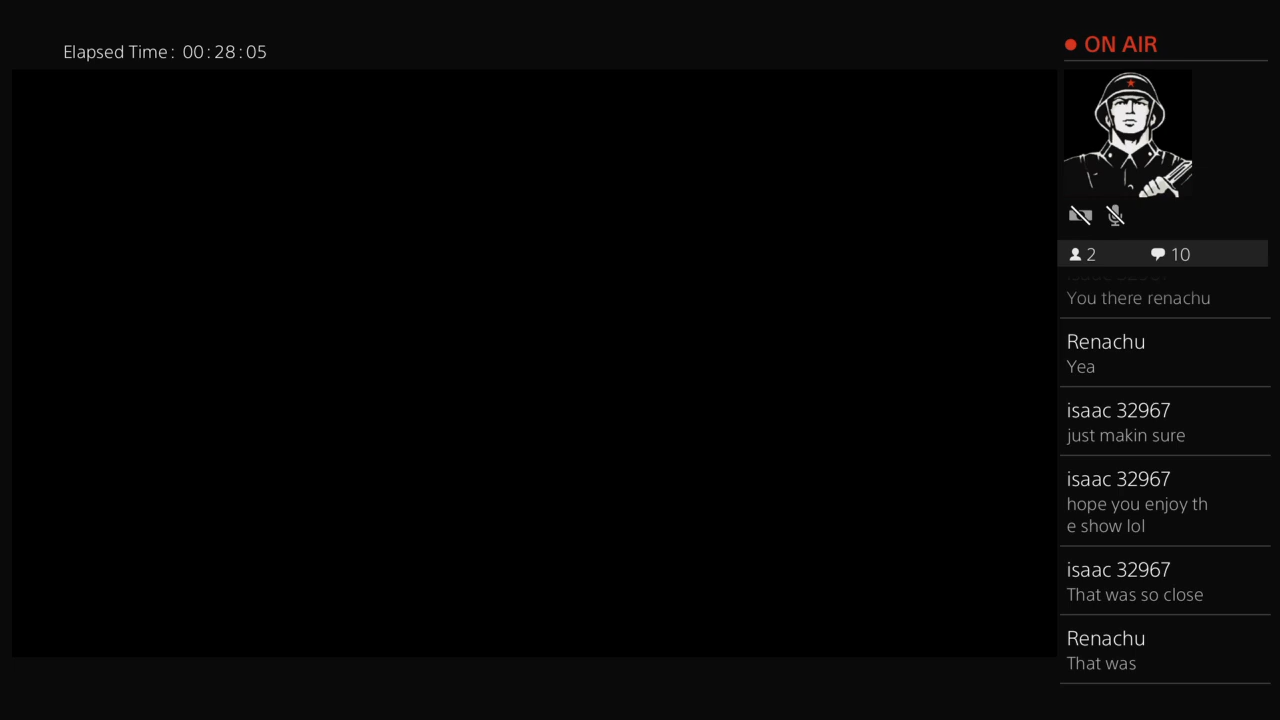 Elapsed Time: 00:28:05
ON AIR
2
10
You there renachu
Renachu
Yea
isaac 32967
just makin sure
isaac 32967
hope you enjoy th
e show lol
isaac 32967
That was so close
Renachu
That was